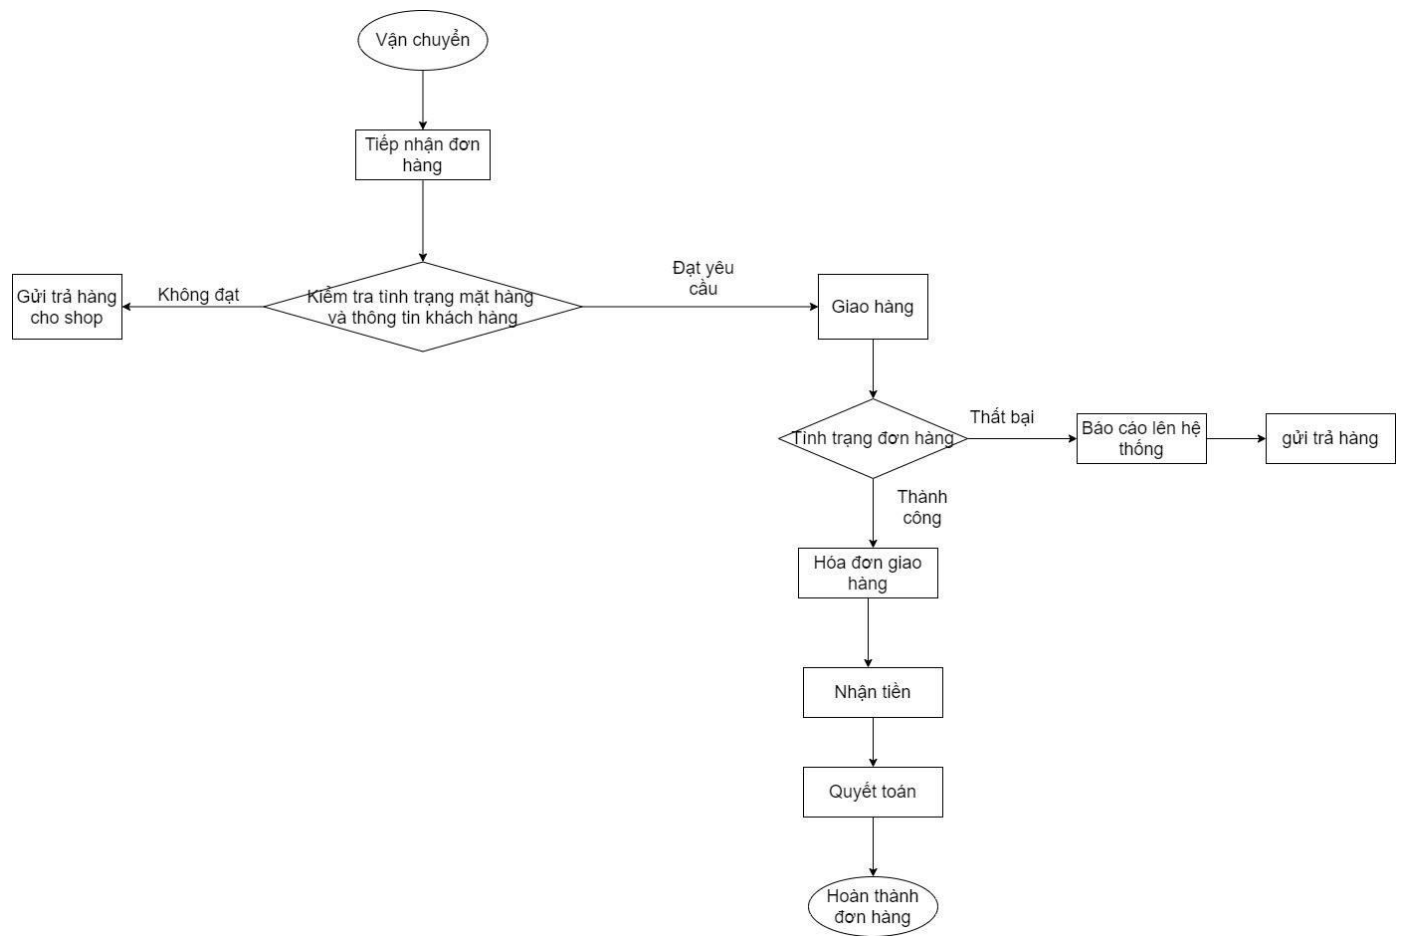 Vận chuyển
Tiếp nhận đơn
hàng
Gửi trả hàng
cho shop
Không đạt
Kiểm tra tình trạng mặt hàng
và thông tin khách hàng
Đạt yêu
cầu
Giao hàng
Tình trạng đơn hàng
Thất bại
Báo cáo lên hệ
thống
gửi trả hàng
Thành
công
Hóa đơn giao
hàng
Nhận tiền
Quyết toán
Hoàn thành
đơn hàng